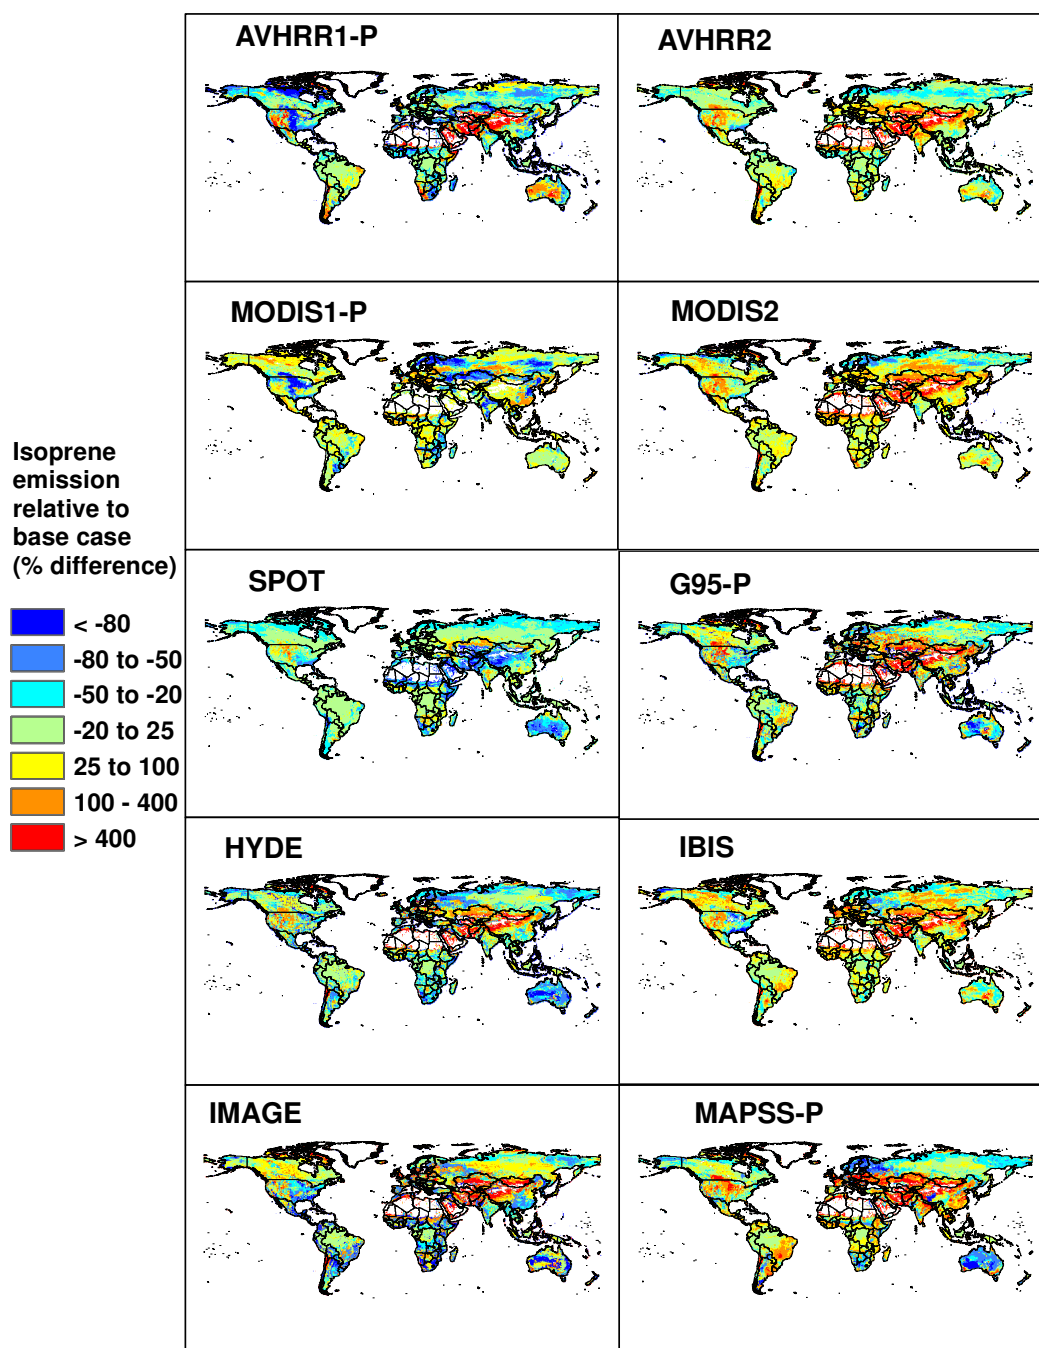 AVHRR1-P
AVHRR2
MODIS1-P
MODIS2
Isoprene
emission
relative to
base case
(% difference)
< -80
-80 to -50
-50 to -20
-20 to 25
25 to 100
100 - 400
> 400
SPOT
G95-P
HYDE
IBIS
IMAGE
MAPSS-P